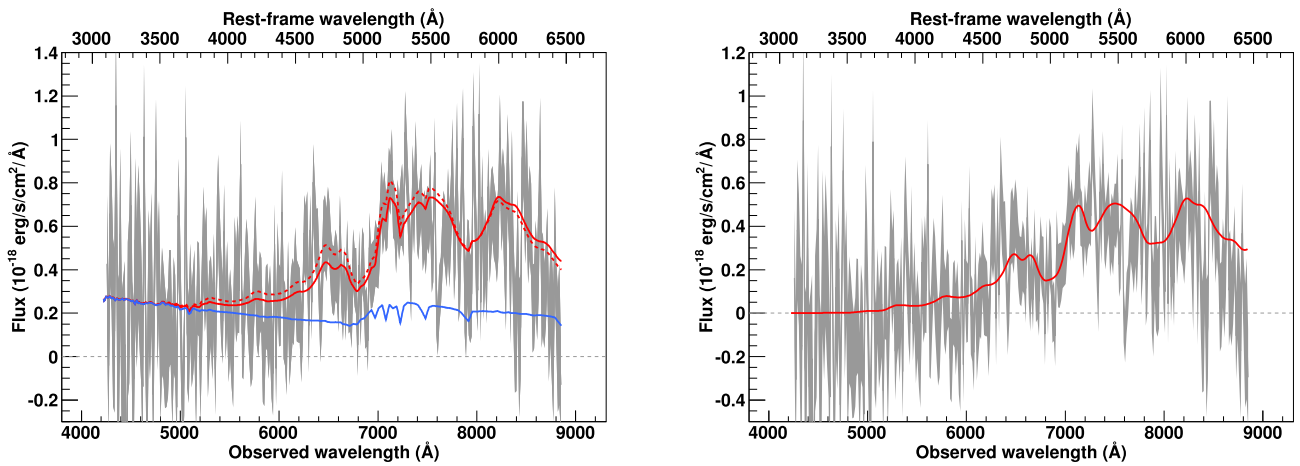 Rest-frame wavelength (Å)
3000 3500 4000 4500 5000 5500 6000 6500
1.4
1.2
1
0.8
0.6
0.4
0.2
0
-0.2
Flux (10⁻¹⁸ erg/s/cm²/Å)
4000 5000 6000 7000 8000 9000
Observed wavelength (Å)
Rest-frame wavelength (Å)
3000 3500 4000 4500 5000 5500 6000 6500
1.2
1
0.8
0.6
0.4
0.2
0
-0.2
-0.4
Flux (10⁻¹⁸ erg/s/cm²/Å)
4000 5000 6000 7000 8000 9000
Observed wavelength (Å)